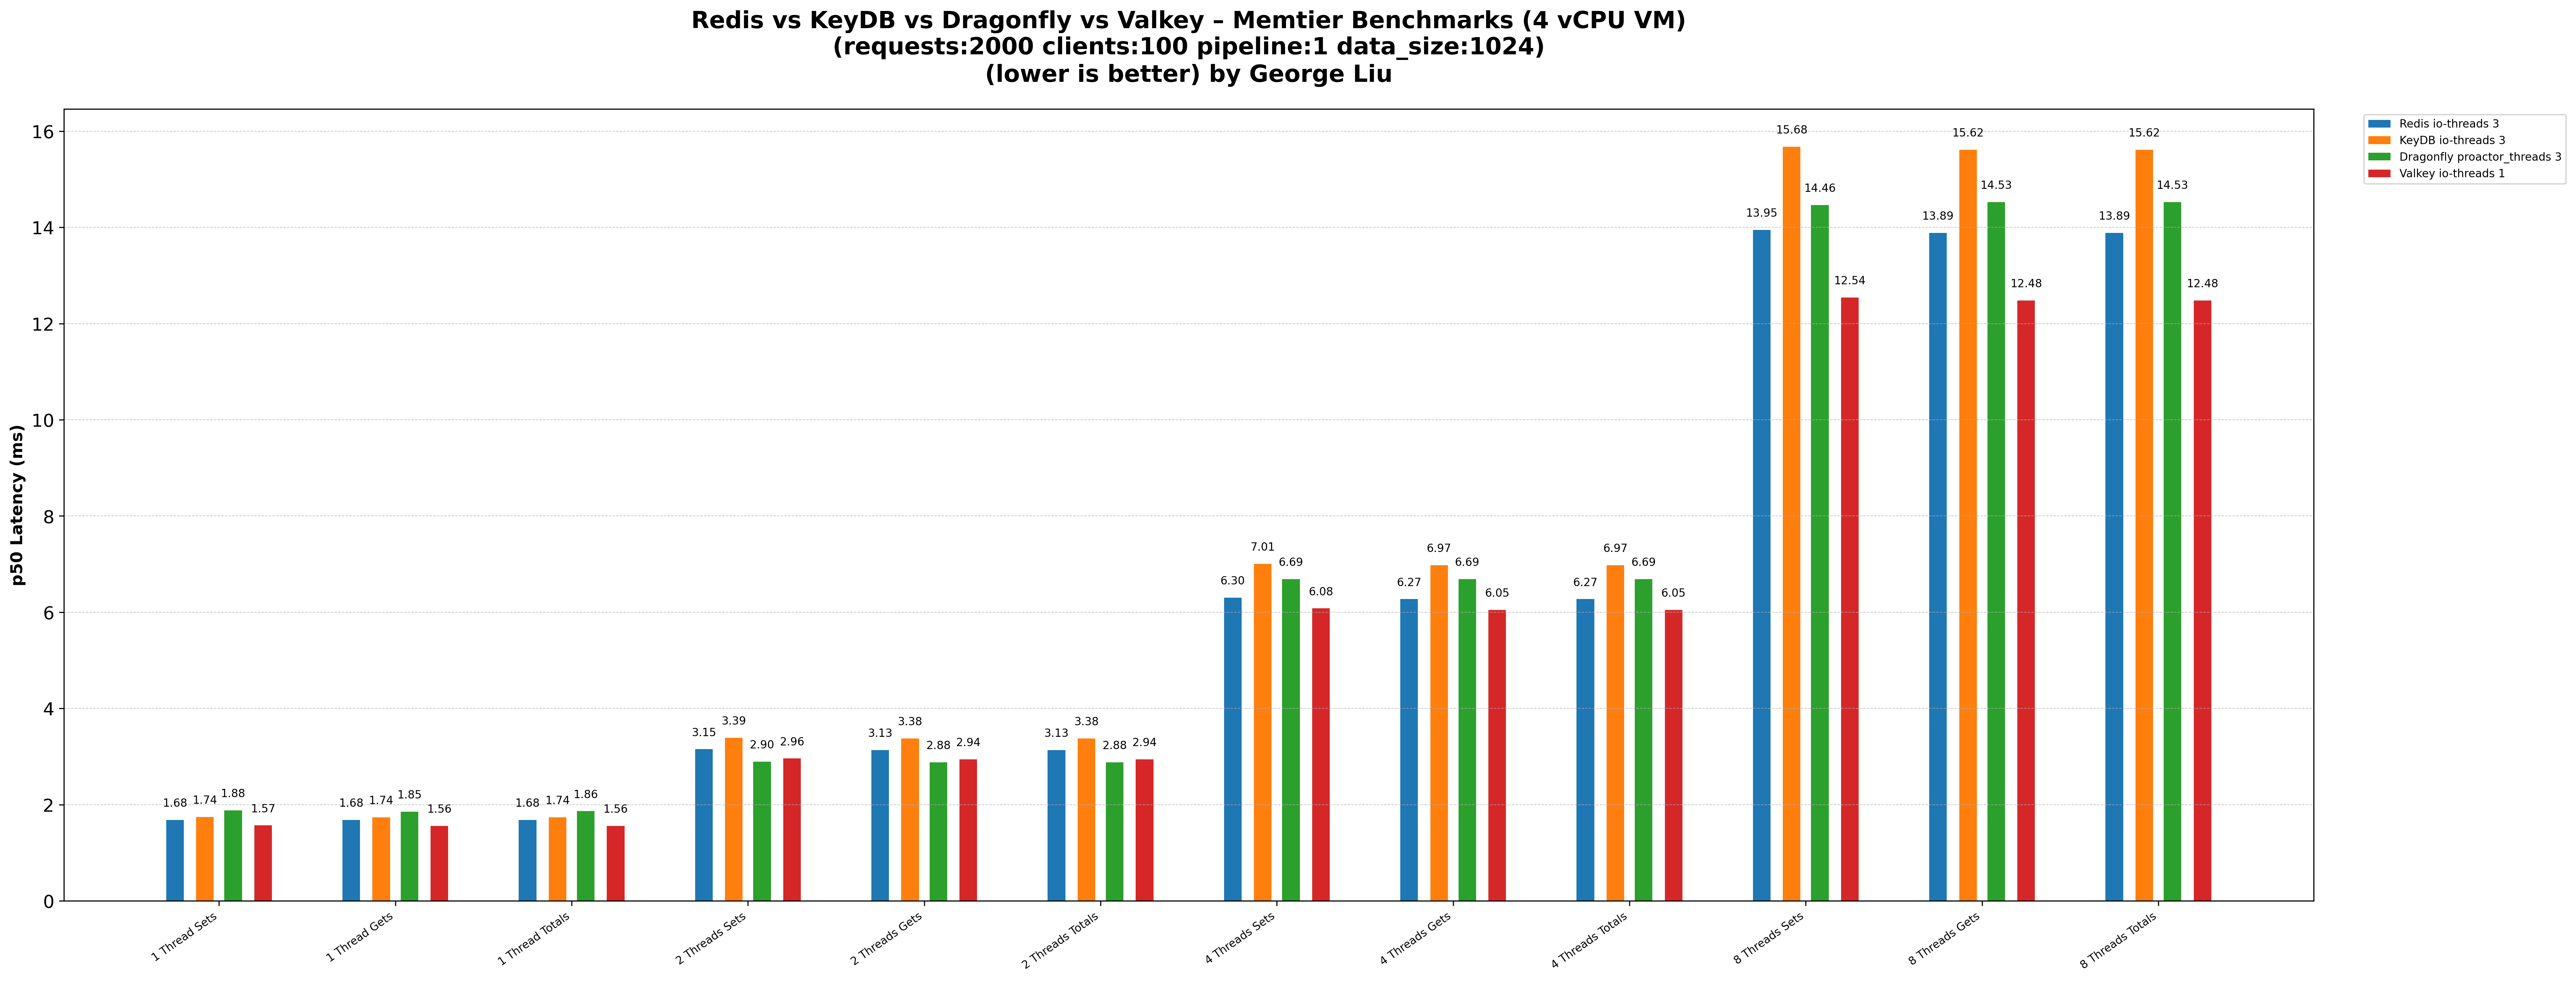 Redis vs KeyDB vs Dragonfly vs Valkey – Memtier Benchmarks (4 vCPU VM)
(requests:2000 clients:100 pipeline:1 data_size:1024)
(lower is better) by George Liu
Redis io-threads 3
KeyDB io-threads 3
Dragonfly proactor_threads 3
Valkey io-threads 1
p50 Latency (ms)
16
14
12
10
8
6
4
2
0
1.68 1.74 1.88 1.57
1.68 1.74 1.85 1.56
1.68 1.74 1.86 1.56
3.15 3.39 2.90 2.96
3.13 3.38 2.88 2.94
3.13 3.38 2.88 2.94
6.30 7.01 6.69 6.08
6.27 6.97 6.69 6.05
6.27 6.97 6.69 6.05
13.95 15.68 14.46 12.54
13.89 15.62 14.53 12.48
13.89 15.62 14.53 12.48
1 Thread Sets
1 Thread Gets
1 Thread Totals
2 Threads Sets
2 Threads Gets
2 Threads Totals
4 Threads Sets
4 Threads Gets
4 Threads Totals
8 Threads Sets
8 Threads Gets
8 Threads Totals